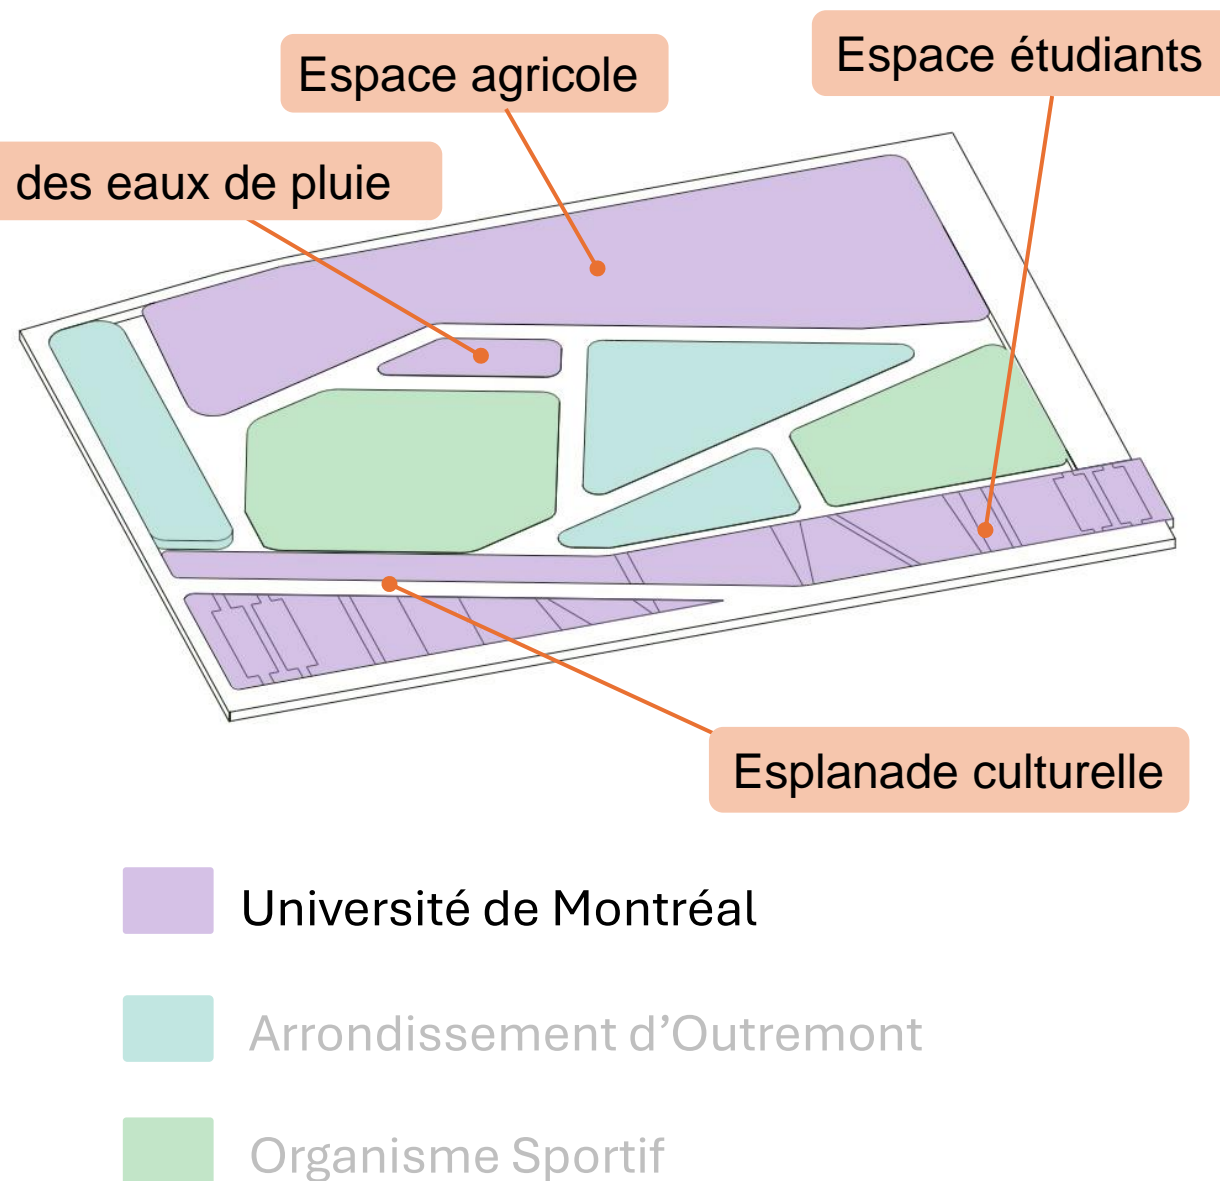 Espace étudiants
Espace agricole
des eaux de pluie
Esplanade culturelle
Université de Montréal
Arrondissement d’Outremont
Organisme Sportif